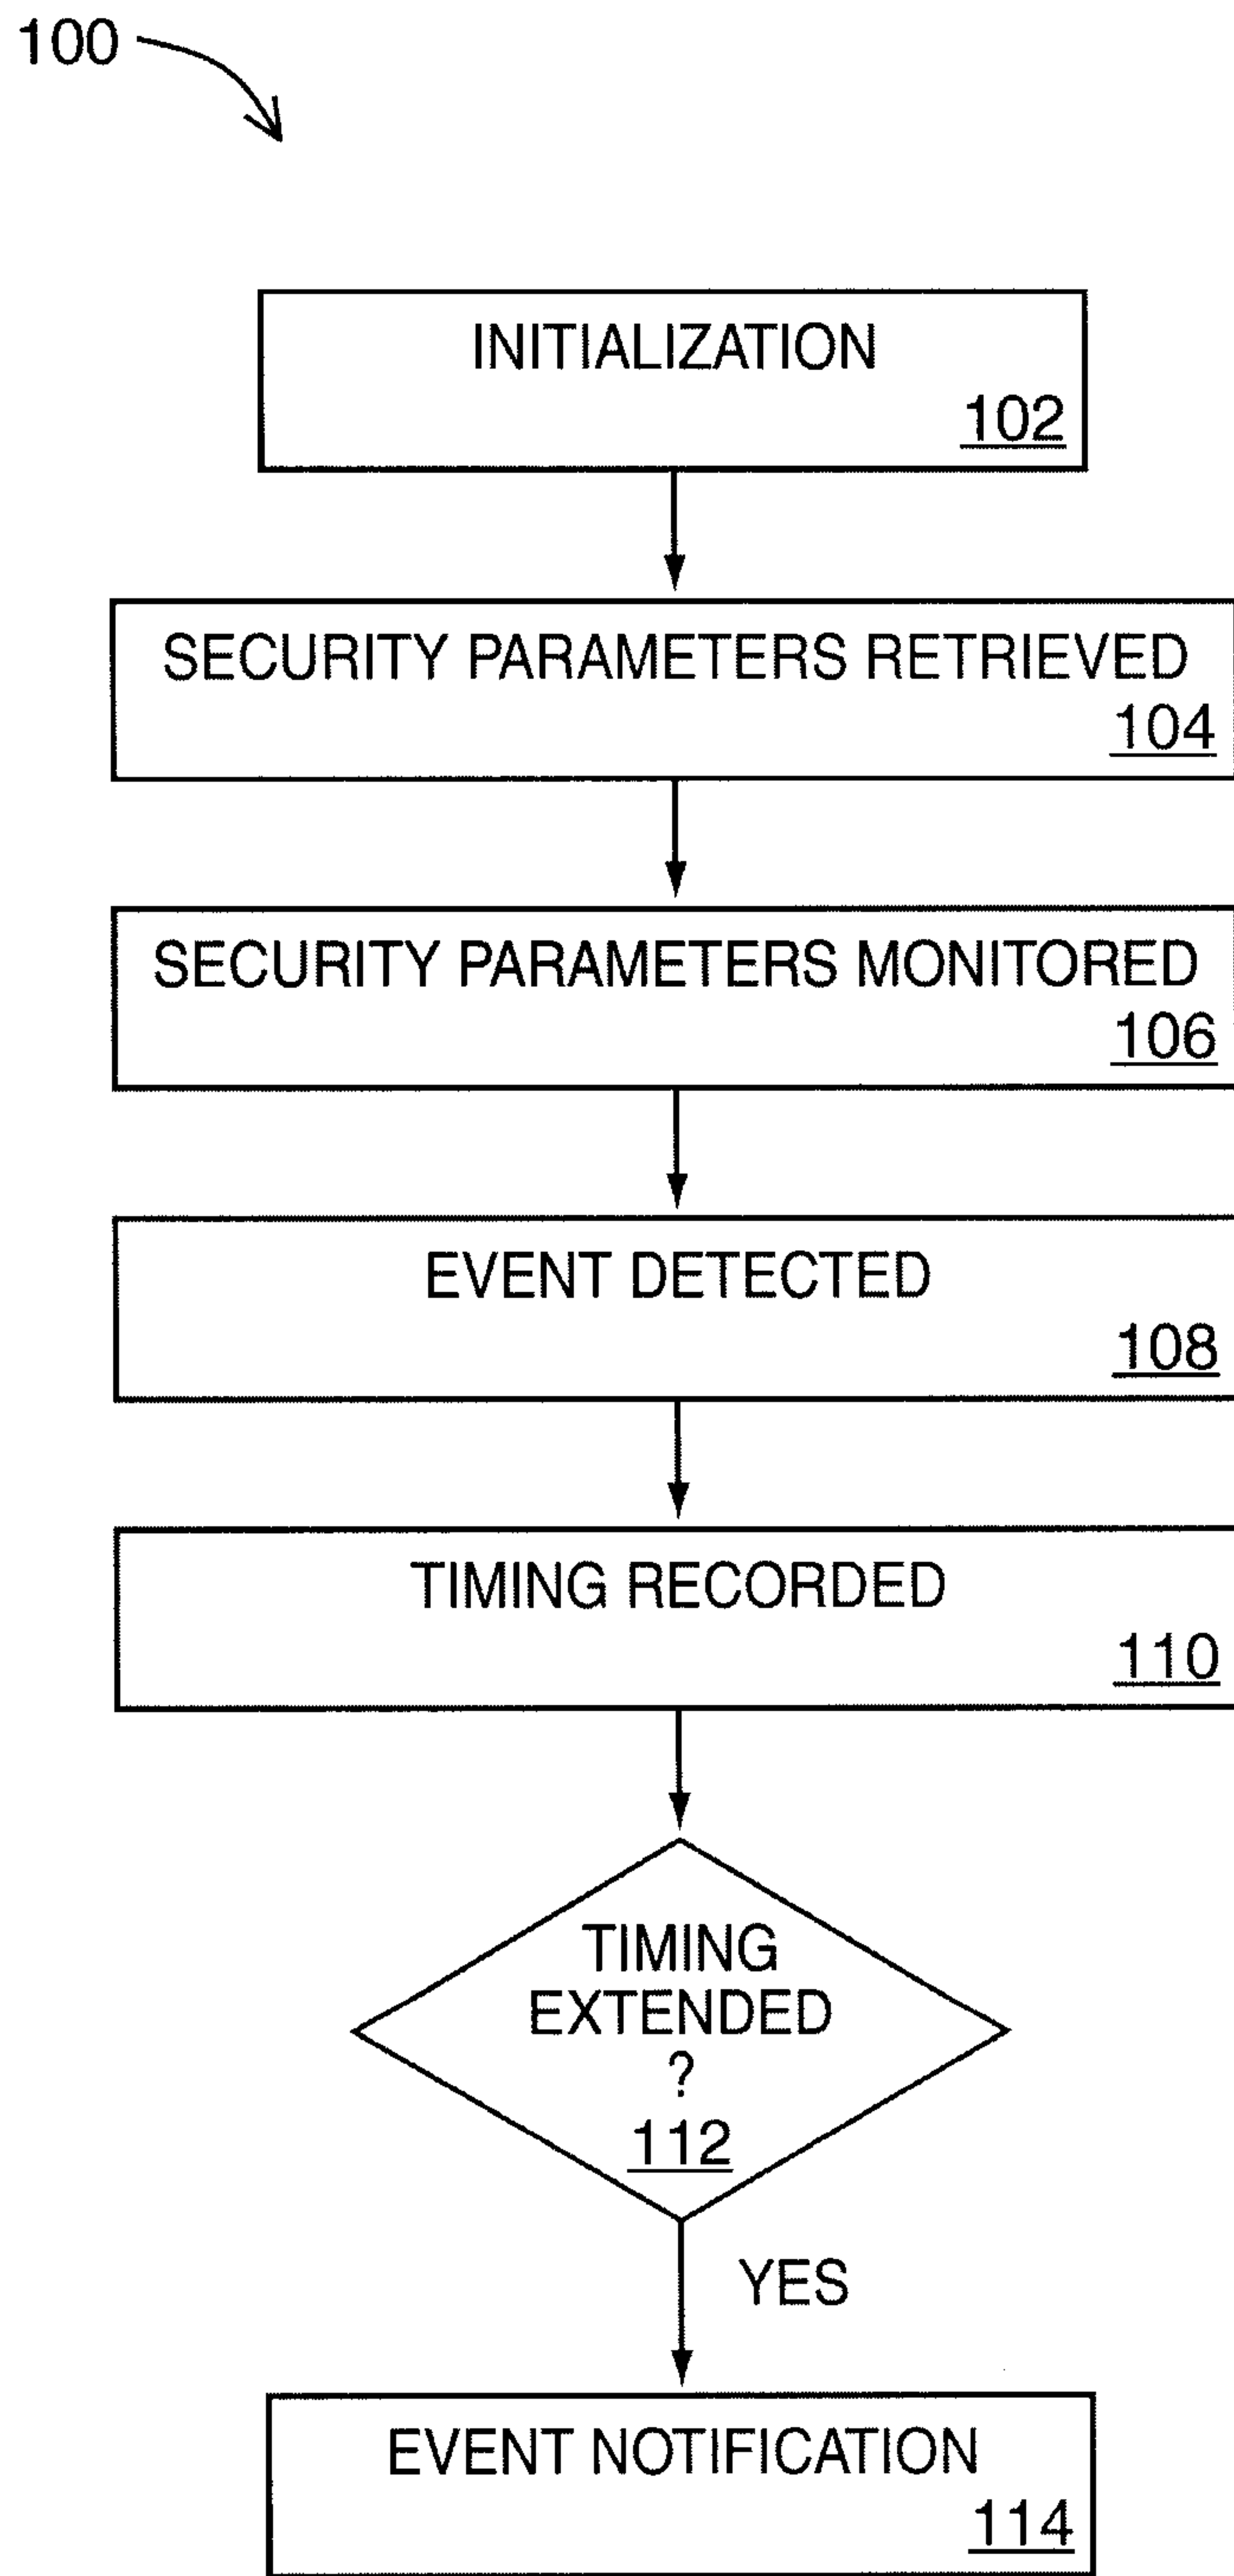 100
INITIALIZATION
102
SECURITY PARAMETERS RETRIEVED
104
SECURITY PARAMETERS MONITORED
106
EVENT DETECTED
108
TIMING RECORDED
110
TIMING
EXTENDED
?
112
YES
EVENT NOTIFICATION
114